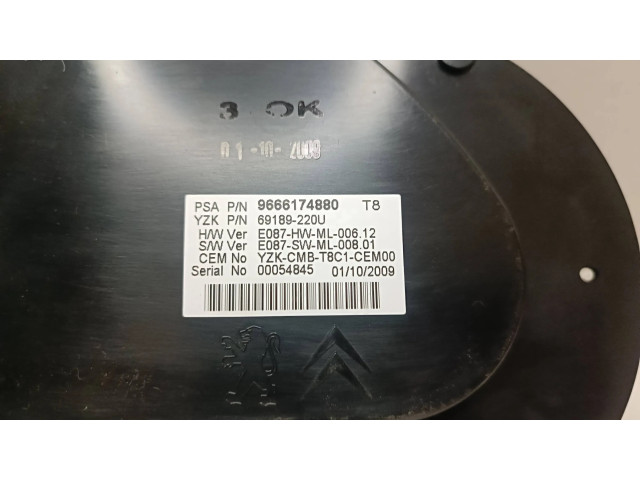 3 OK
01-10-2009
PSA P/N 9666174880 T8
YZK P/N 69189-220U
H/W Ver E087-HW-ML-006.12
S/W Ver E087-SW-ML-008.01
CEM No YZK-CMB-T8C1-CEM00
Serial No 00054845 01/10/2009